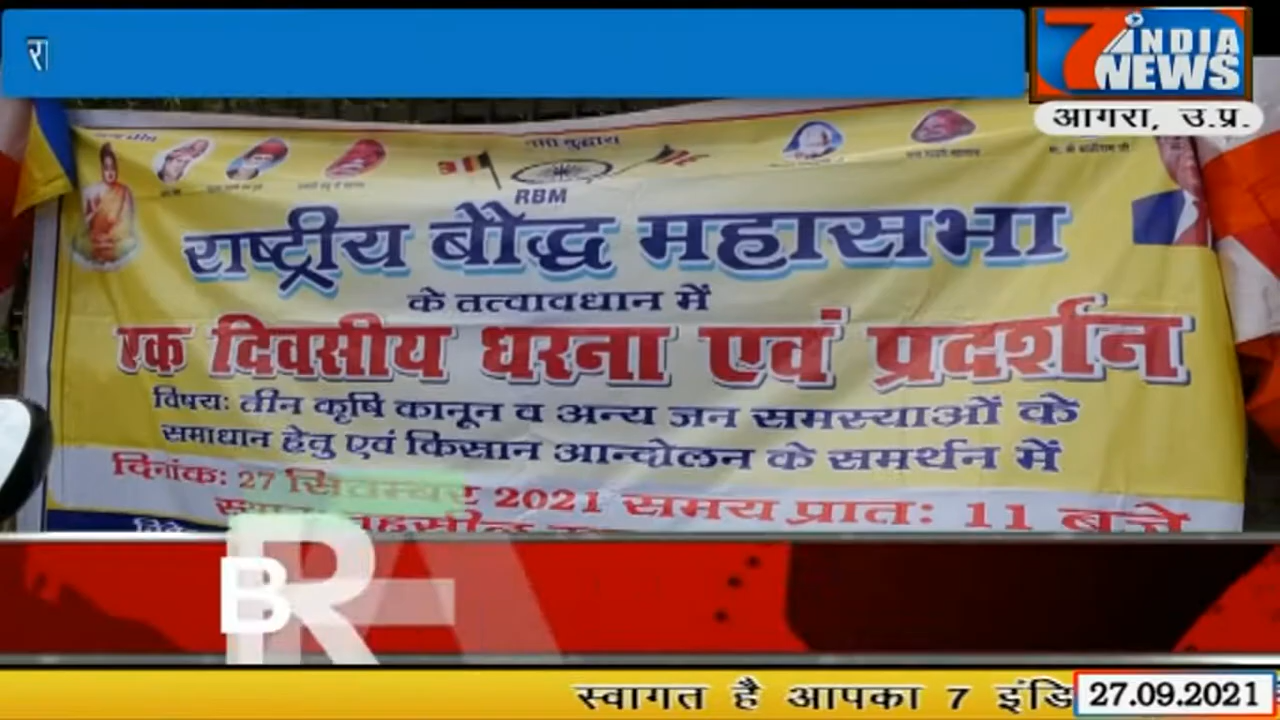 रा
7 INDIA NEWS
आगरा, उ.प्र.
नमो बुद्धाय
RBM
राष्ट्रीय बौद्ध महासभा
के तत्वावधान में
एक दिवसीय धरना एवं प्रदर्शन
विषय: तीन कृषि कानून व अन्य जन समस्याओं के
समाधान हेतु एवं किसान आन्दोलन के समर्थन में
दिनांक: 27 सितम्बर 2021 समय प्रात: 11 बजे
BRA
स्वागत है आपका 7 इंडि
27.09.2021